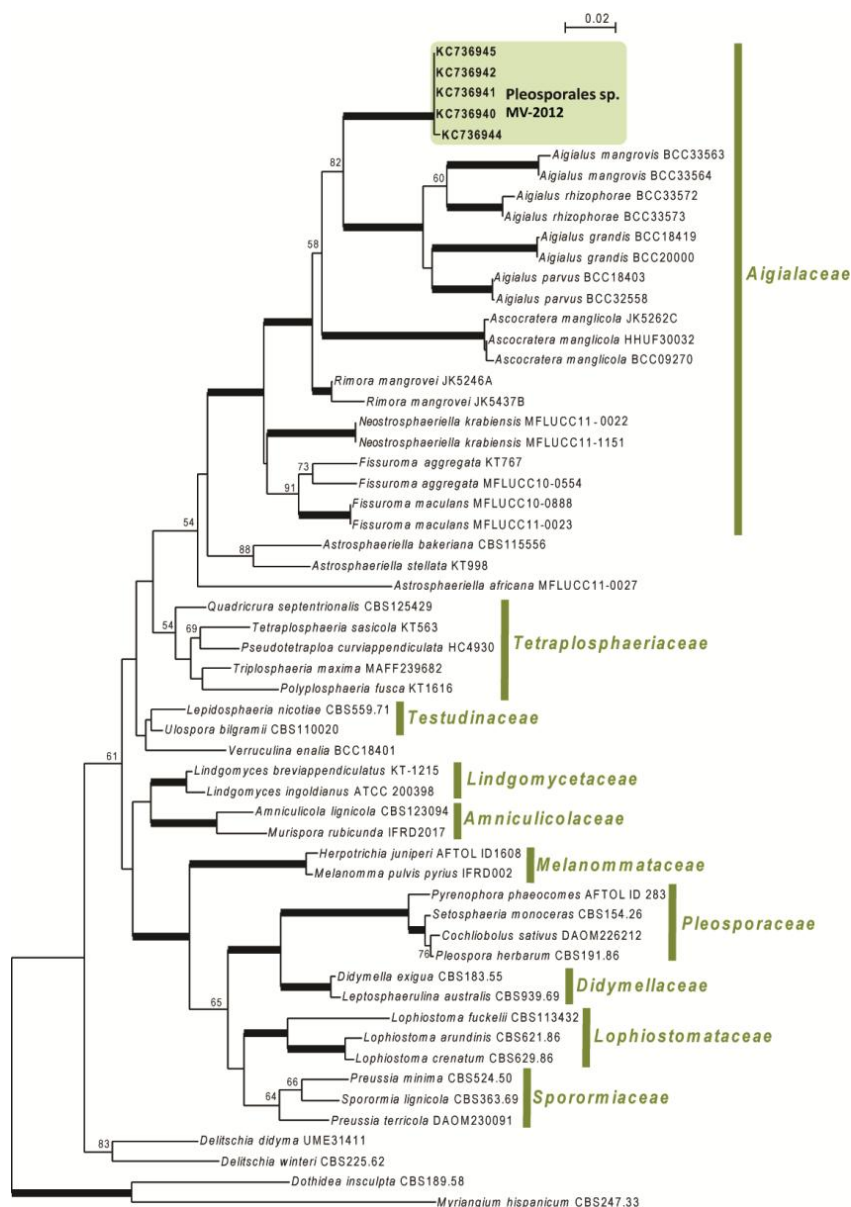 0.02
KC736945
KC736942
KC736941
Pleosporales sp.
KC736940
MV-2012
KC736944
82
Aigialus mangrovis BCC33563
60
Aigialus mangrovis BCC33564
Aigialus rhizophorae BCC33572
Aigialus rhizophorae BCC33573
58
Aigialus grandis BCC18419
Aigialus grandis BCC20000
Aigialaceae
Aigialus parvus BCC18403
Aigialus parvus BCC32558
Ascocratera manglicola JK5262C
Ascocratera manglicola HHUF30032
Ascocratera manglicola BCC09270
Rimora mangrovei JK5246A
Rimora mangrovei JK5437B
Neostrosphaeriella krabiensis MFLUCC11-0022
Neostrosphaeriella krabiensis MFLUCC11-1151
73
Fissuroma aggregata KT767
Fissuroma aggregata MFLUCC10-0554
91
Fissuroma maculans MFLUCC10-0888
Fissuroma maculans MFLUCC11-0023
54
Astrosphaeriella bakeriana CBS115556
88
Astrosphaeriella stellata KT998
Astrosphaeriella africana MFLUCC11-0027
Quadricrura septentrionalis CBS125429
54
69
Tetraplosphaeria sasicola KT563
Pseudotetraploa curviappendiculata HC4930
Tetraplosphaeriaceae
Triplosphaeria maxima MAFF239682
Polyplosphaeria fusca KT1616
Lepidosphaeria nicotiae CBS559.71
Testudinaceae
Ulospora bilgramii CBS110020
Verruculina enalia BCC18401
61
Lindgomyces breviappendiculatus KT-1215
Lindgomycetaceae
Lindgomyces ingoldianus ATCC 200398
Amniculicola lignicola CBS123094
Amniculicolaceae
Murispora rubicunda IFRD2017
Herpotrichia juniperi AFTOL ID1608
Melanommataceae
Melanomma pulvis pyrius IFRD002
Pyrenophora phaeocomes AFTOL ID 283
Setosphaeria monoceras CBS154.26
Pleosporaceae
Cochliobolus sativus DAOM226212
76
Pleospora herbarum CBS191.86
Didymella exigua CBS183.55
Didymellaceae
Leptosphaerulina australis CBS939.69
65
Lophiostoma fuckelii CBS113432
Lophiostoma arundinis CBS621.86
Lophiostomataceae
Lophiostoma crenatum CBS629.86
66
Preussia minima CBS524.50
64
Sporormia lignicola CBS363.69
Sporormiaceae
Preussia terricola DAOM230091
83
Delitschia didyma UME31411
Delitschia winteri CBS225.62
Dothidea insculpta CBS189.58
Myriangium hispanicum CBS247.33